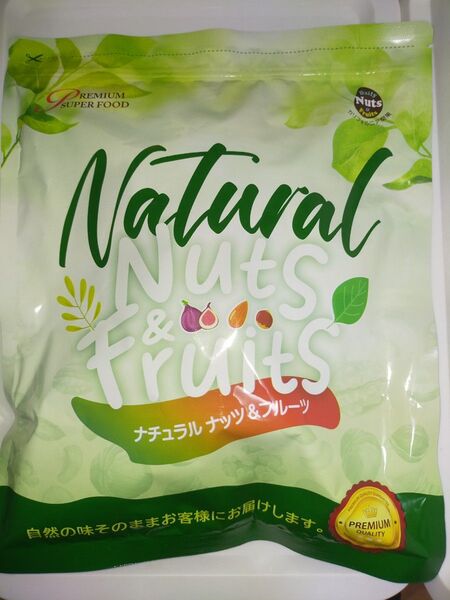 PREMIUM
SUPER FOOD
Daily
Nuts
&
Fruits
Natural
Nuts
&
Fruits
ナチュラル ナッツ&フルーツ
自然の味そのままお客様にお届けします。
PREMIUM
QUALITY